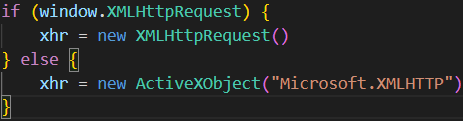 if (window.XMLHttpRequest) {
    xhr = new XMLHttpRequest()
} else {
    xhr = new ActiveXObject("Microsoft.XMLHTTP")
}